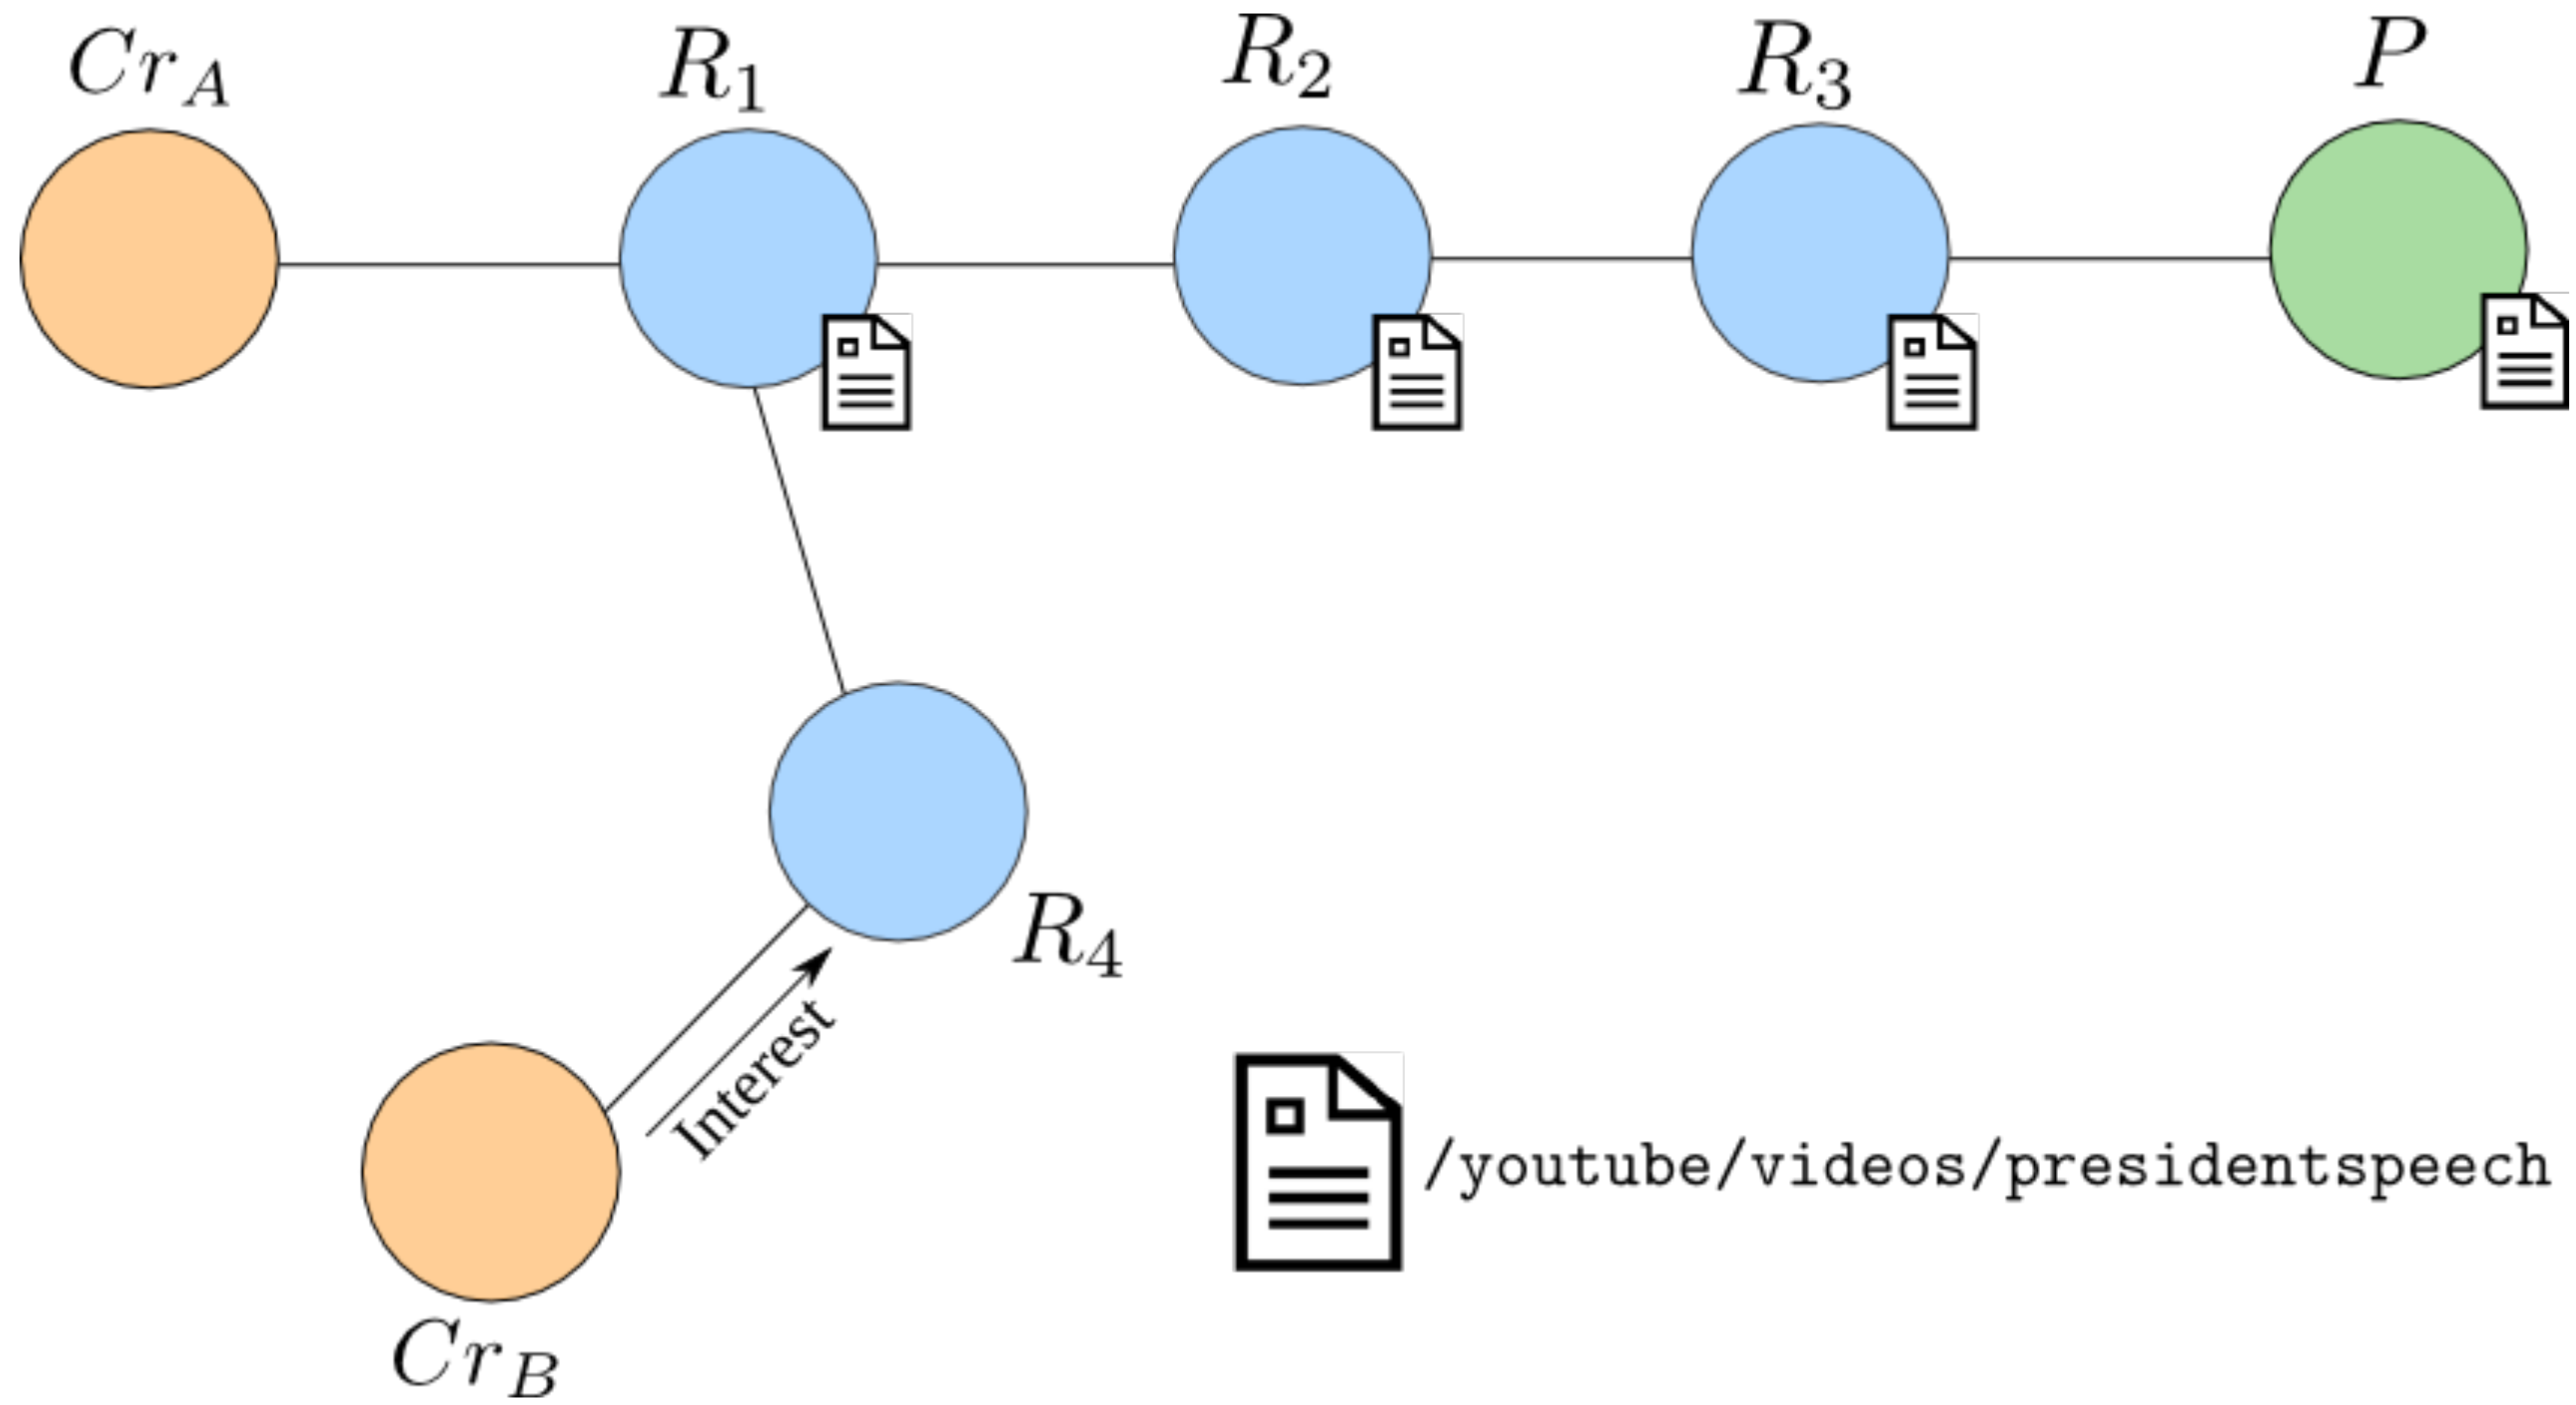 Cr_A
R_1
R_2
R_3
P
R_4
Interest
Cr_B
/youtube/videos/presidentspeech